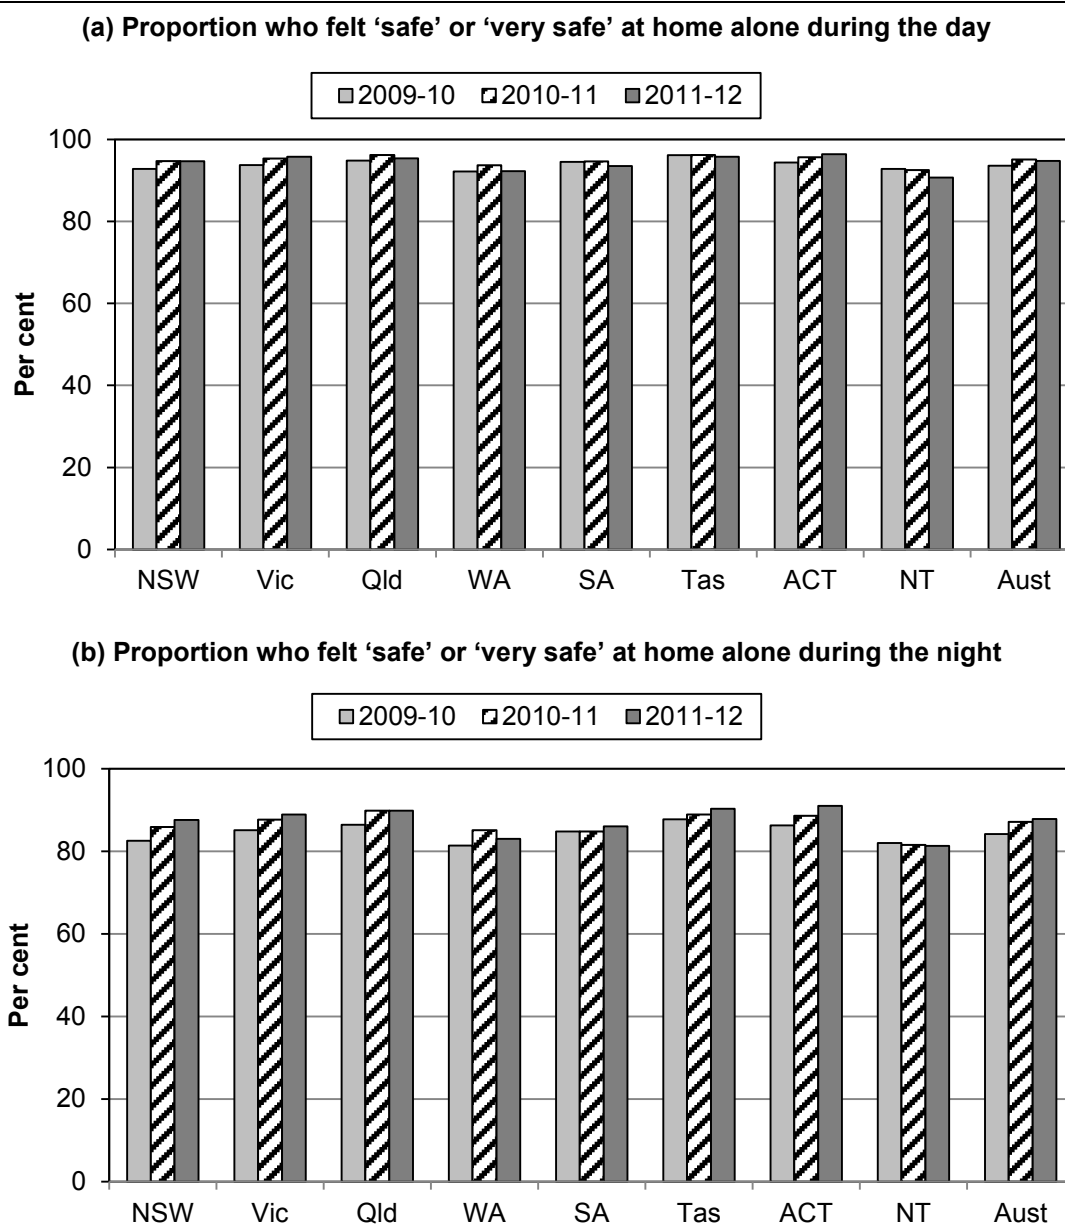 (a) Proportion who felt ‘safe’ or ‘very safe’ at home alone during the day
2009-10 2010-11 2011-12
Per cent
100
80
60
40
20
0
NSW Vic Qld WA SA Tas ACT NT Aust
(b) Proportion who felt ‘safe’ or ‘very safe’ at home alone during the night
2009-10 2010-11 2011-12
Per cent
100
80
60
40
20
0
NSW Vic Qld WA SA Tas ACT NT Aust